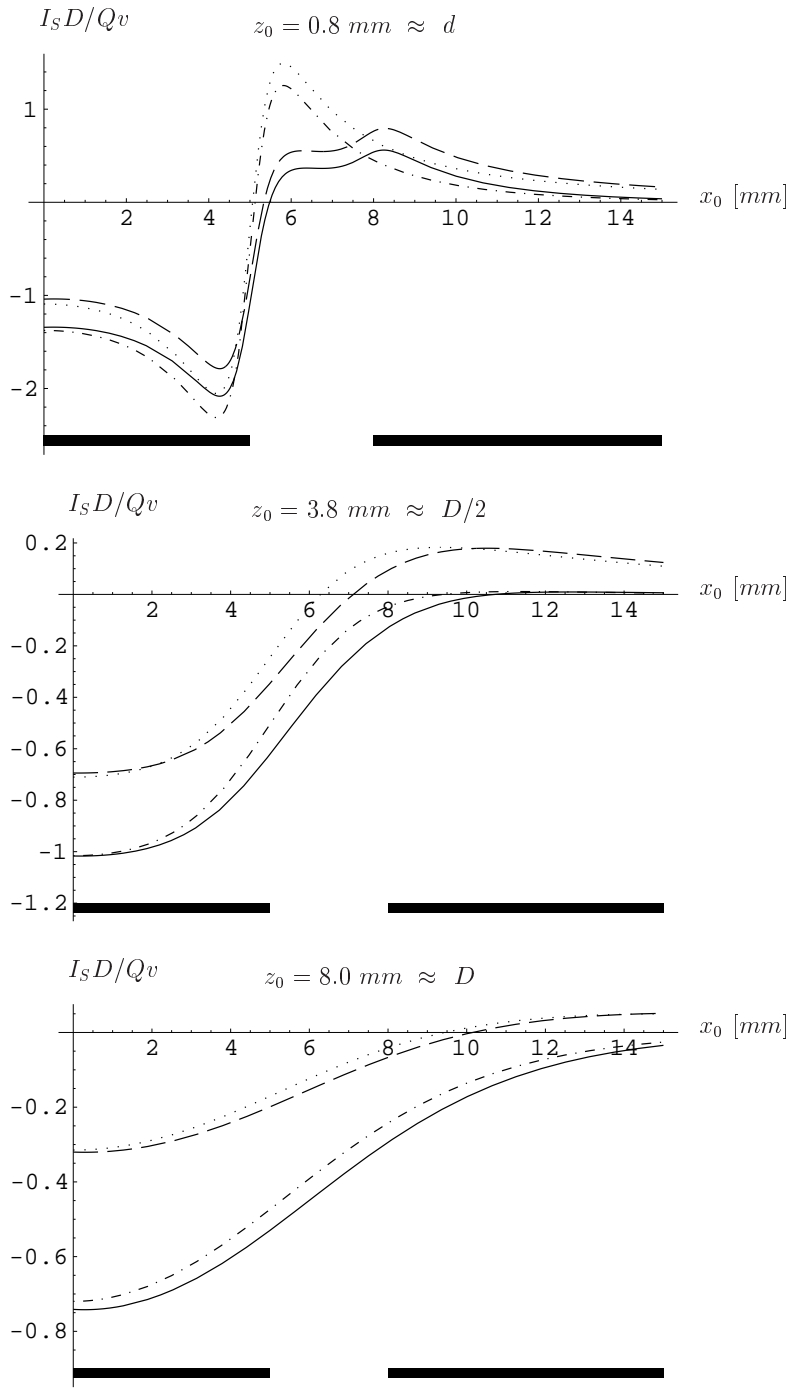 I_S D/Qv
z_0 = 0.8 mm ≈ d
1
2 4 6 8 10 12 14
x_0 [mm]
-1
-2
I_S D/Qv
z_0 = 3.8 mm ≈ D/2
0.2
x_0 [mm]
2 4 6 8 10 12 14
-0.2
-0.4
-0.6
-0.8
-1
-1.2
I_S D/Qv
z_0 = 8.0 mm ≈ D
x_0 [mm]
2 4 6 8 10 12 14
-0.2
-0.4
-0.6
-0.8